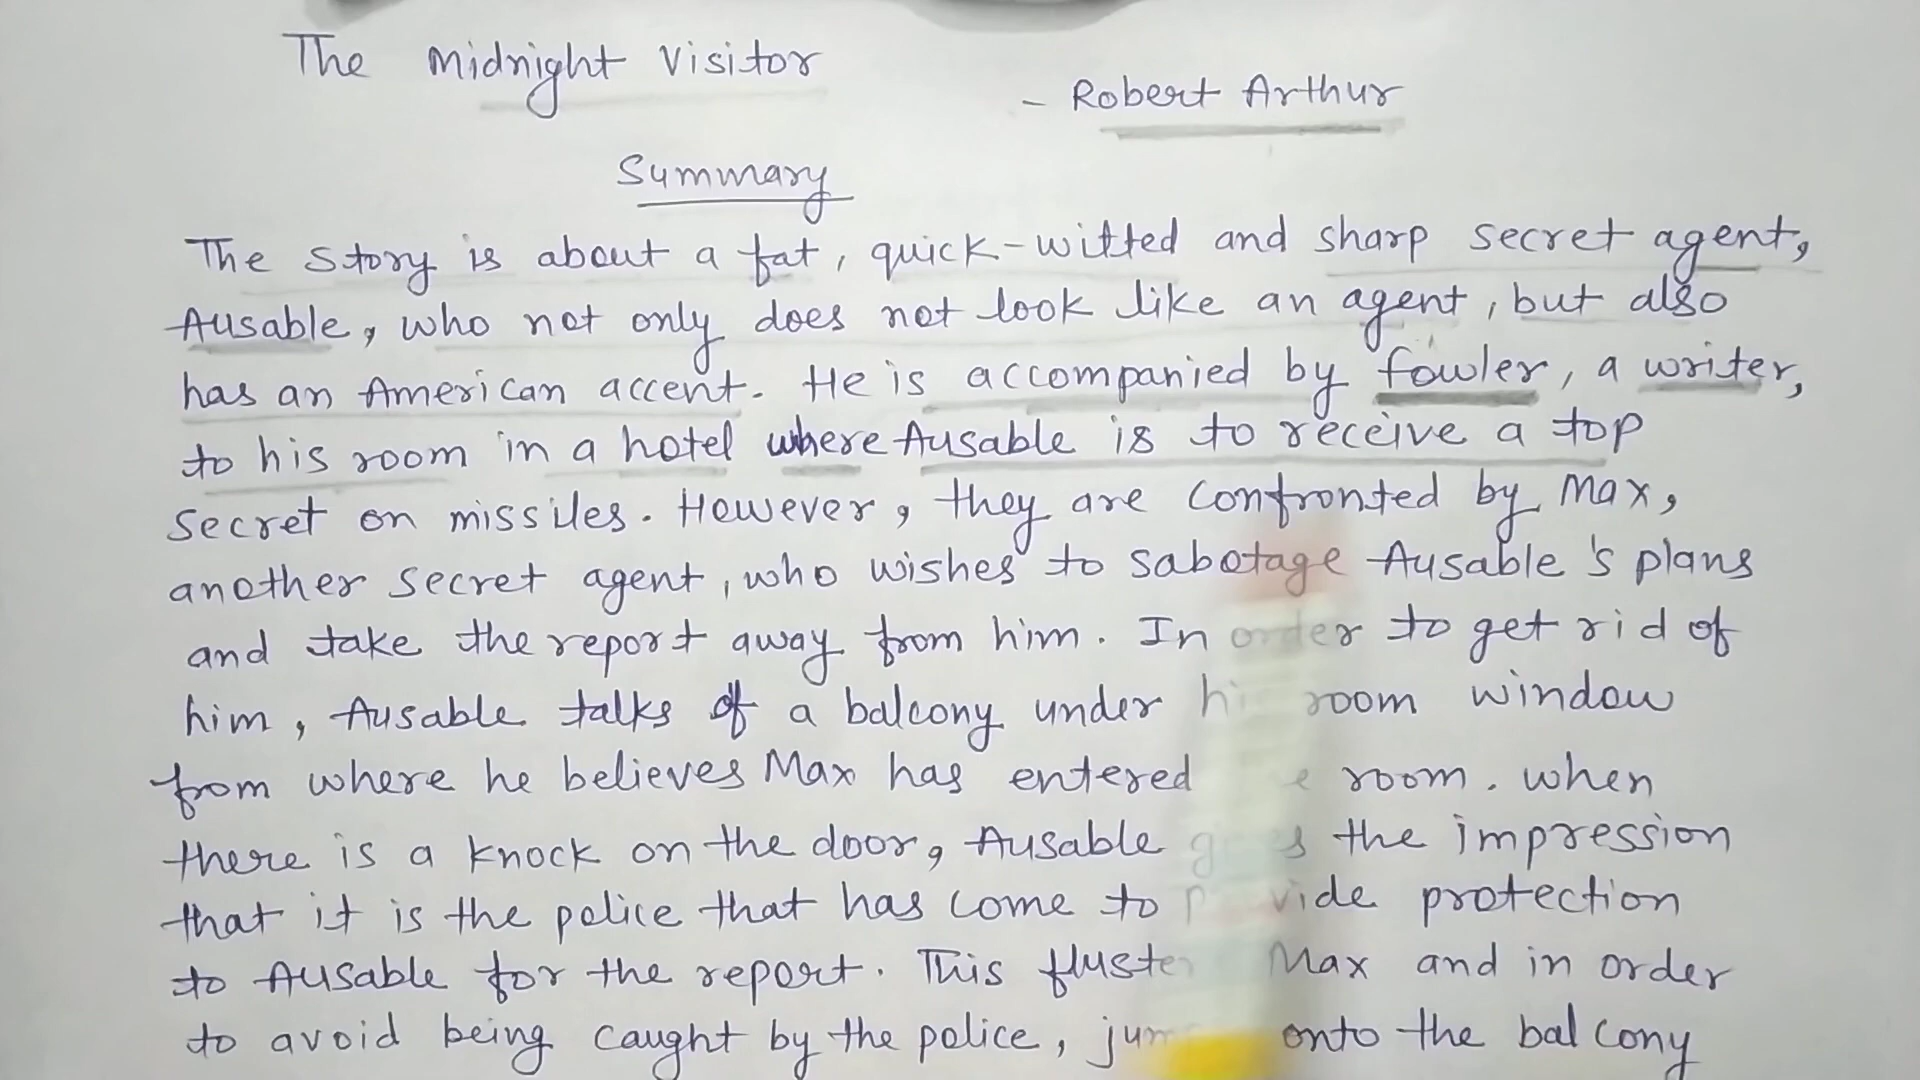 The Midnight Visitor
- Robert Arthur
Summary
The story is about a fat, quick-witted and sharp secret agent,
Ausable, who not only does not look like an agent, but also
has an American accent. He is accompanied by fowler, a writer,
to his room in a hotel where Ausable is to receive a top
secret on missiles. However, they are confronted by Max,
another secret agent, who wishes to sabotage Ausable's plans
and take the report away from him. In order to get rid of
him, Ausable talks of a balcony under room window
from where he believes Max has entered room. when
there is a knock on the door, Ausable the impression
that it is the police that has come to provide protection
to Ausable for the report. This Max and in order
to avoid being caught by the police, onto the balcony